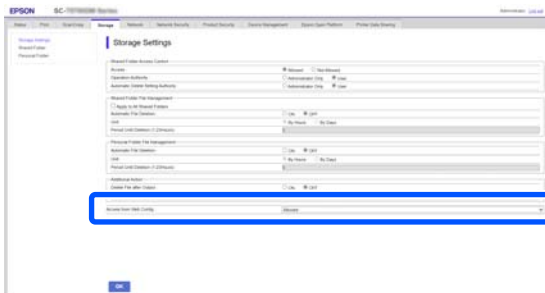 EPSON
SC- Series
Administrator Log out
Status Print Scan/Copy Storage Network Network Security Product Security Device Management Epson Open Platform Printer Data Sharing
Storage Settings
Shared Folder
Personal Folder
Storage Settings
Shared Folder Access Control
Access Allowed Not Allowed
Operation Authority Administrator Only User
Automatic Delete Setting Authority Administrator Only User
Shared Folder File Management
Apply to All Shared Folders
Automatic File Deletion ON OFF
Unit By Hours By Days
Period Until Deletion (1-23Hours)
Personal Folder File Management
Automatic File Deletion ON OFF
Unit By Hours By Days
Period Until Deletion (1-23Hours)
Additional Action
Delete File after Output ON OFF
Access from Web Config Allowed
OK